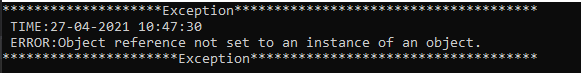 ********************Exception**************************************
TIME:27-04-2021 10:47:30
ERROR:Object reference not set to an instance of an object.
**********************Exception************************************